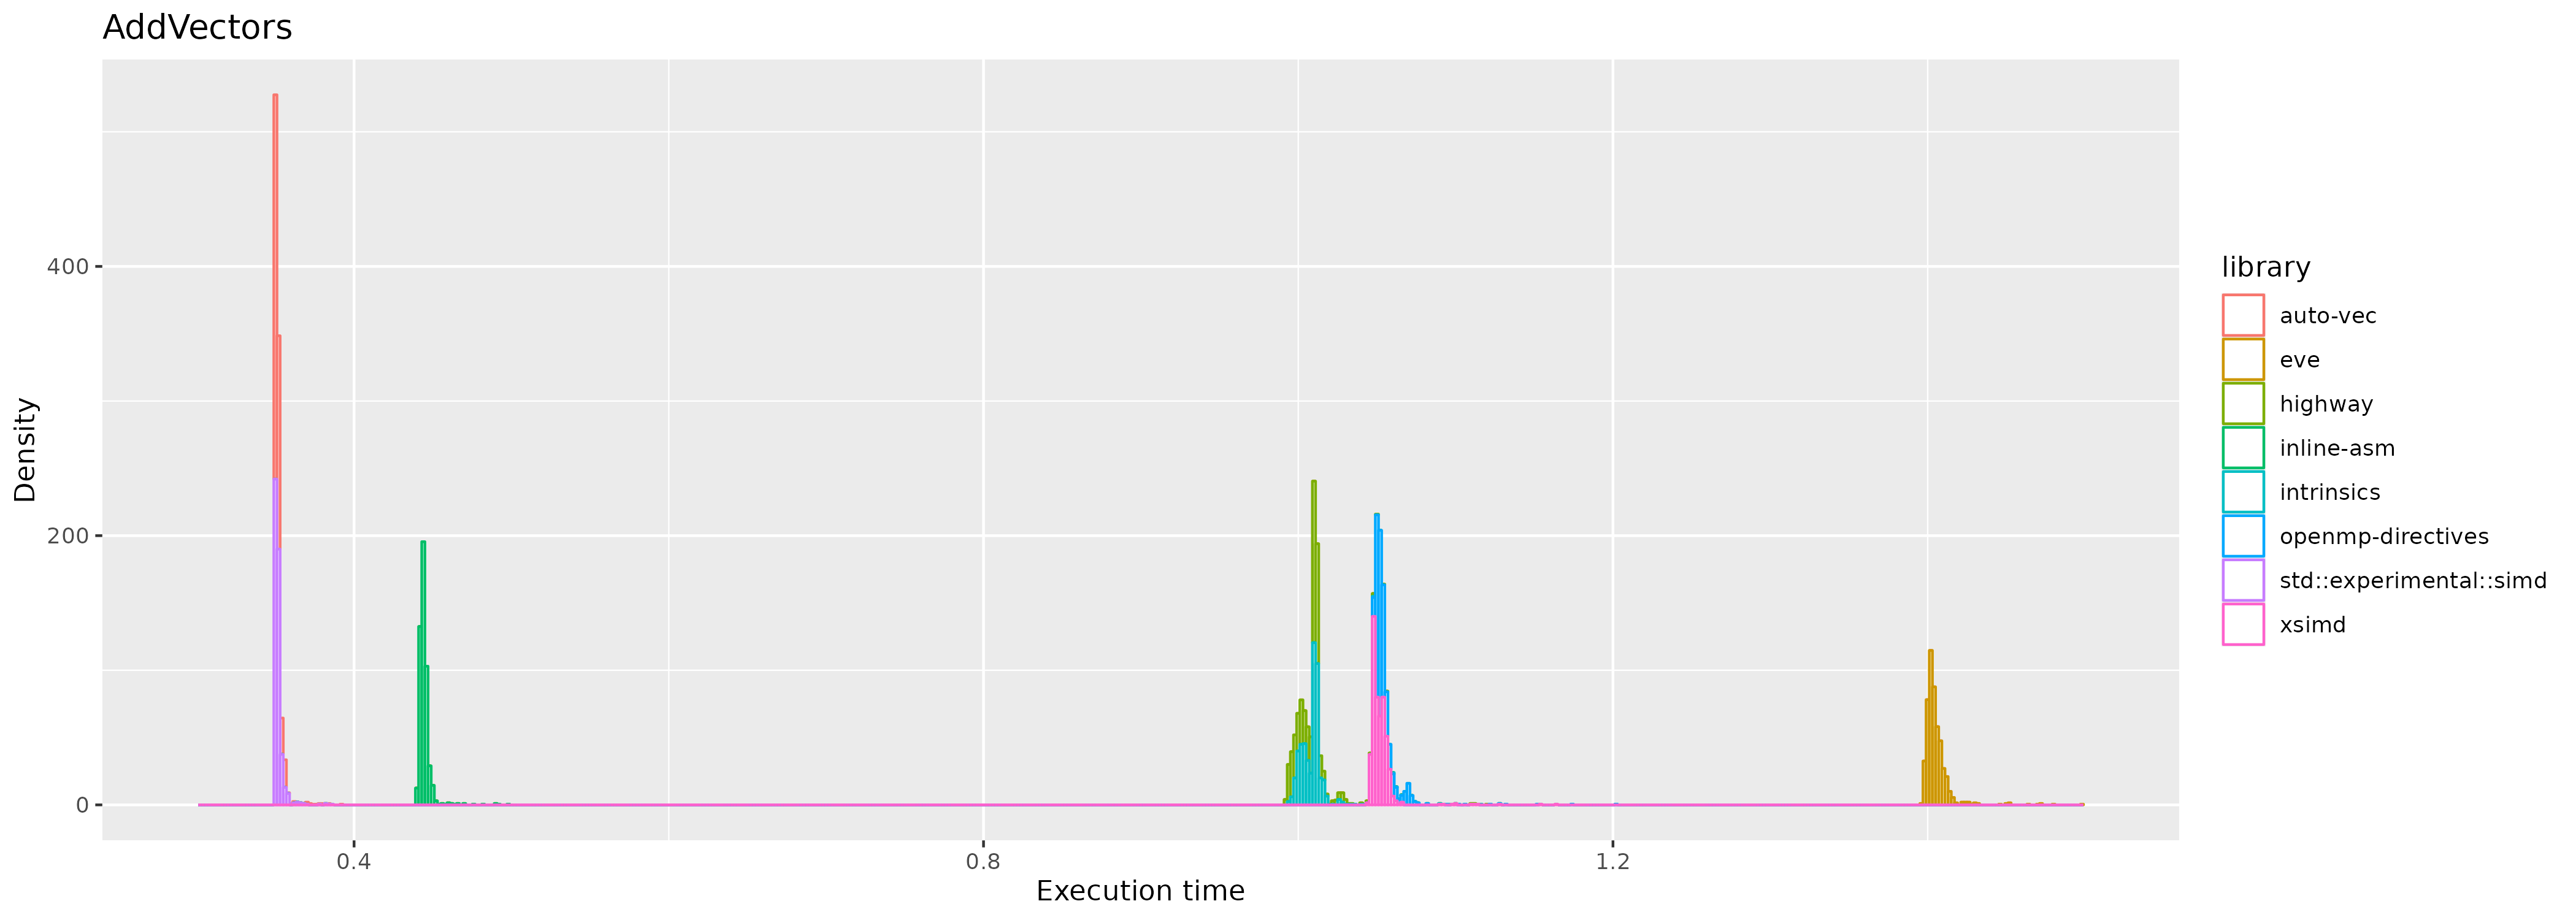 AddVectors
Density
400
200
0
0.4
0.8
1.2
Execution time
library
auto-vec
eve
highway
inline-asm
intrinsics
openmp-directives
std::experimental::simd
xsimd